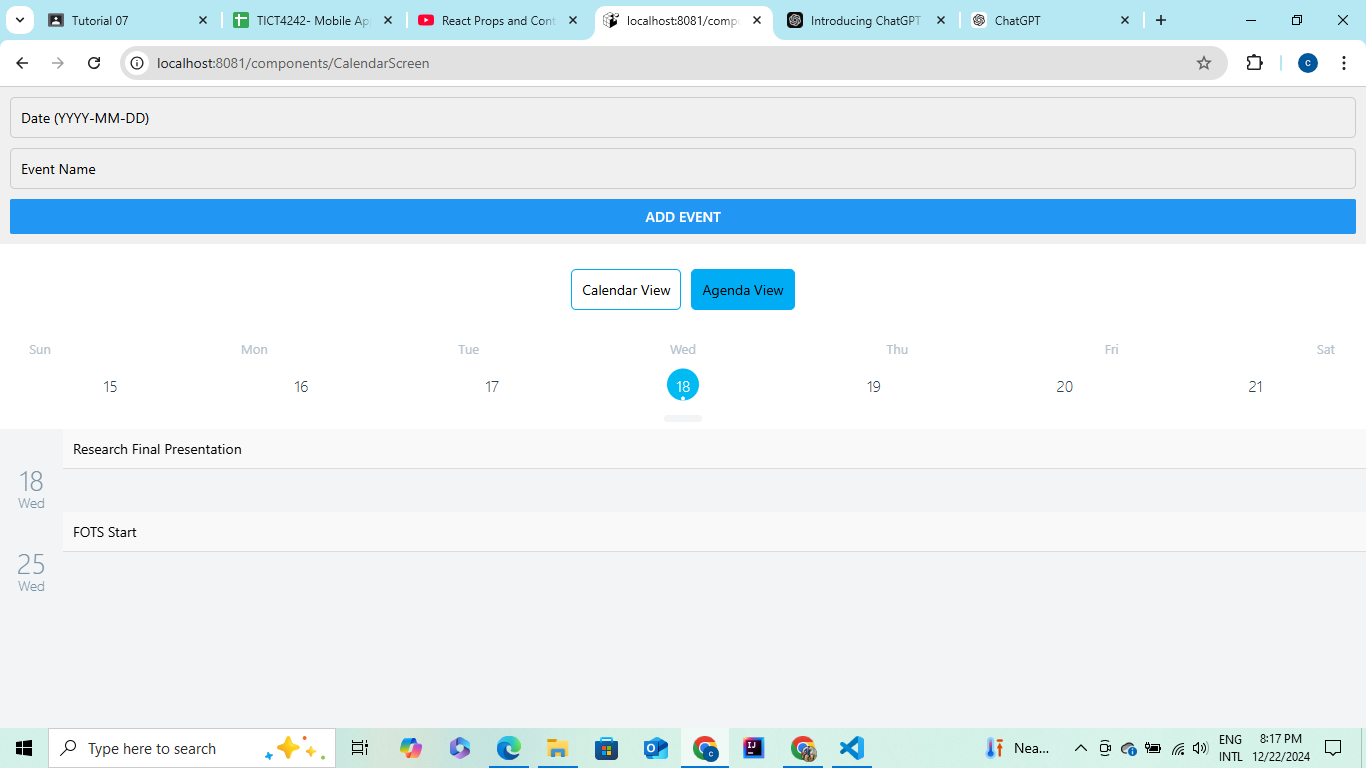 Tutorial 07
TICT4242- Mobile Ap
React Props and Cont
localhost:8081/comp
Introducing ChatGPT
ChatGPT
localhost:8081/components/CalendarScreen
c
Date (YYYY-MM-DD)
Event Name
ADD EVENT
Calendar View
Agenda View
Sun Mon Tue Wed Thu Fri Sat
15 16 17 18 19 20 21
Research Final Presentation
18
Wed
FOTS Start
25
Wed
Type here to search
Nea...
ENG
INTL
8:17 PM
12/22/2024